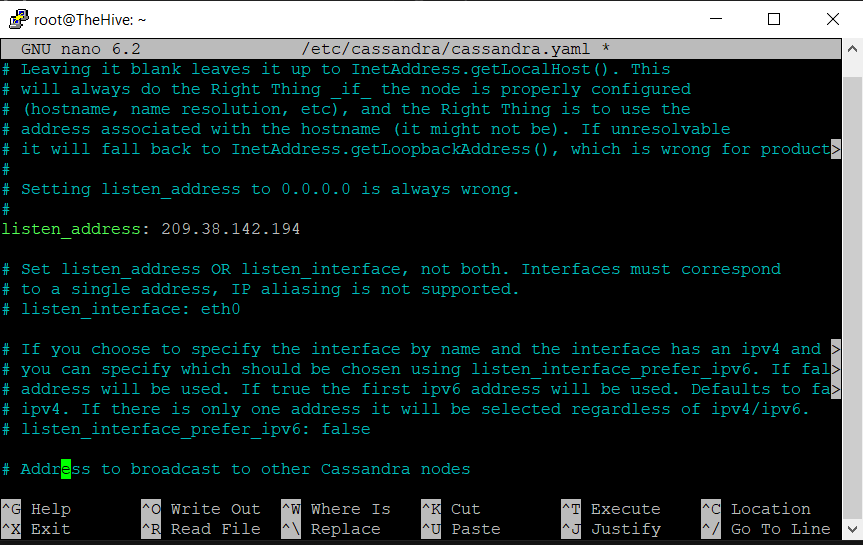 root@TheHive: ~
GNU nano 6.2 /etc/cassandra/cassandra.yaml *
# Leaving it blank leaves it up to InetAddress.getLocalHost(). This
# will always do the Right Thing _if_ the node is properly configured
# (hostname, name resolution, etc), and the Right Thing is to use the
# address associated with the hostname (it might not be). If unresolvable
# it will fall back to InetAddress.getLoopbackAddress(), which is wrong for product>
#
# Setting listen_address to 0.0.0.0 is always wrong.
#
listen_address: 209.38.142.194
# Set listen_address OR listen_interface, not both. Interfaces must correspond
# to a single address, IP aliasing is not supported.
# listen_interface: eth0
# If you choose to specify the interface by name and the interface has an ipv4 and >
# you can specify which should be chosen using listen_interface_prefer_ipv6. If fal>
# address will be used. If true the first ipv6 address will be used. Defaults to fa>
# ipv4. If there is only one address it will be selected regardless of ipv4/ipv6.
# listen_interface_prefer_ipv6: false
# Address to broadcast to other Cassandra nodes
^G Help ^O Write Out ^W Where Is ^K Cut ^T Execute ^C Location
^X Exit ^R Read File ^\ Replace ^U Paste ^J Justify ^/ Go To Line